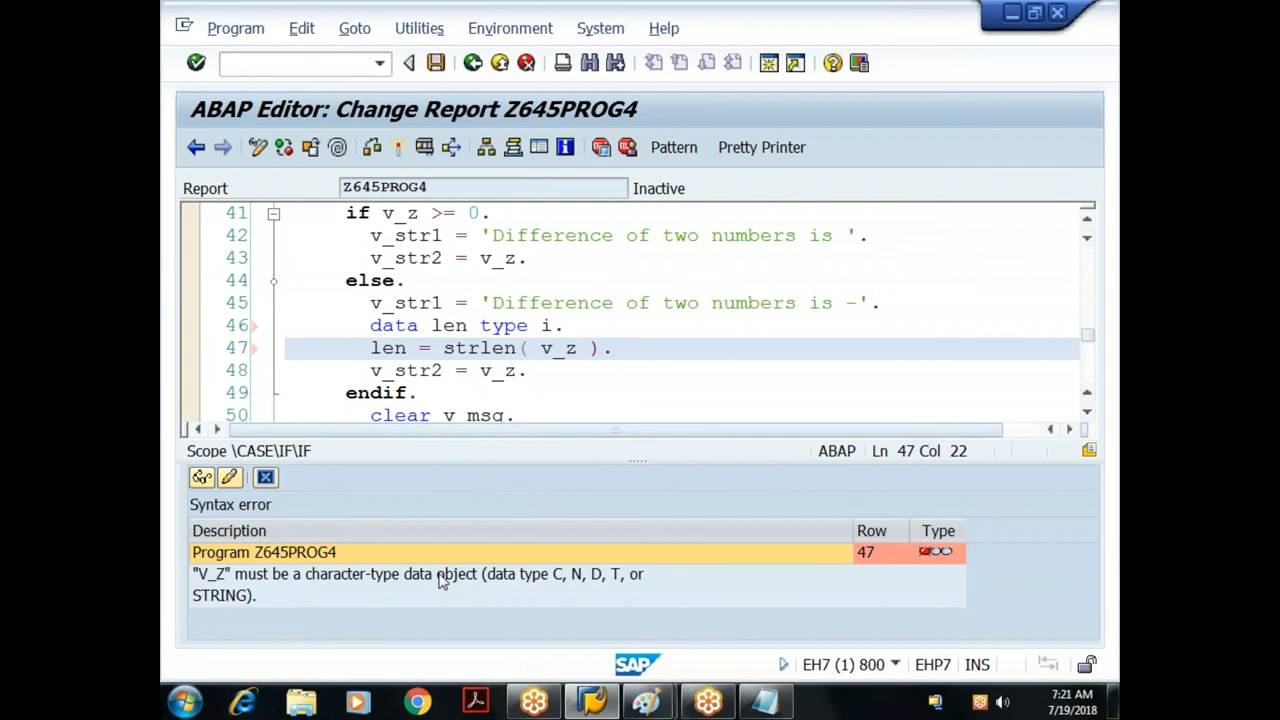 Program Edit Goto Utilities Environment System Help
ABAP Editor: Change Report Z645PROG4
Pattern Pretty Printer
Report Z645PROG4 Inactive
41 if v_z >= 0.
42 v_str1 = 'Difference of two numbers is '.
43 v_str2 = v_z.
44 else.
45 v_str1 = 'Difference of two numbers is -'.
46 data len type i.
47 len = strlen( v_z ).
48 v_str2 = v_z.
49 endif.
50 clear v_msg.
Scope \CASE\IF\IF ABAP Ln 47 Col 22
Syntax error
Description Row Type
Program Z645PROG4 47
"V_Z" must be a character-type data object (data type C, N, D, T, or
STRING).
SAP EH7 (1) 800 EHP7 INS
7:21 AM
7/19/2018